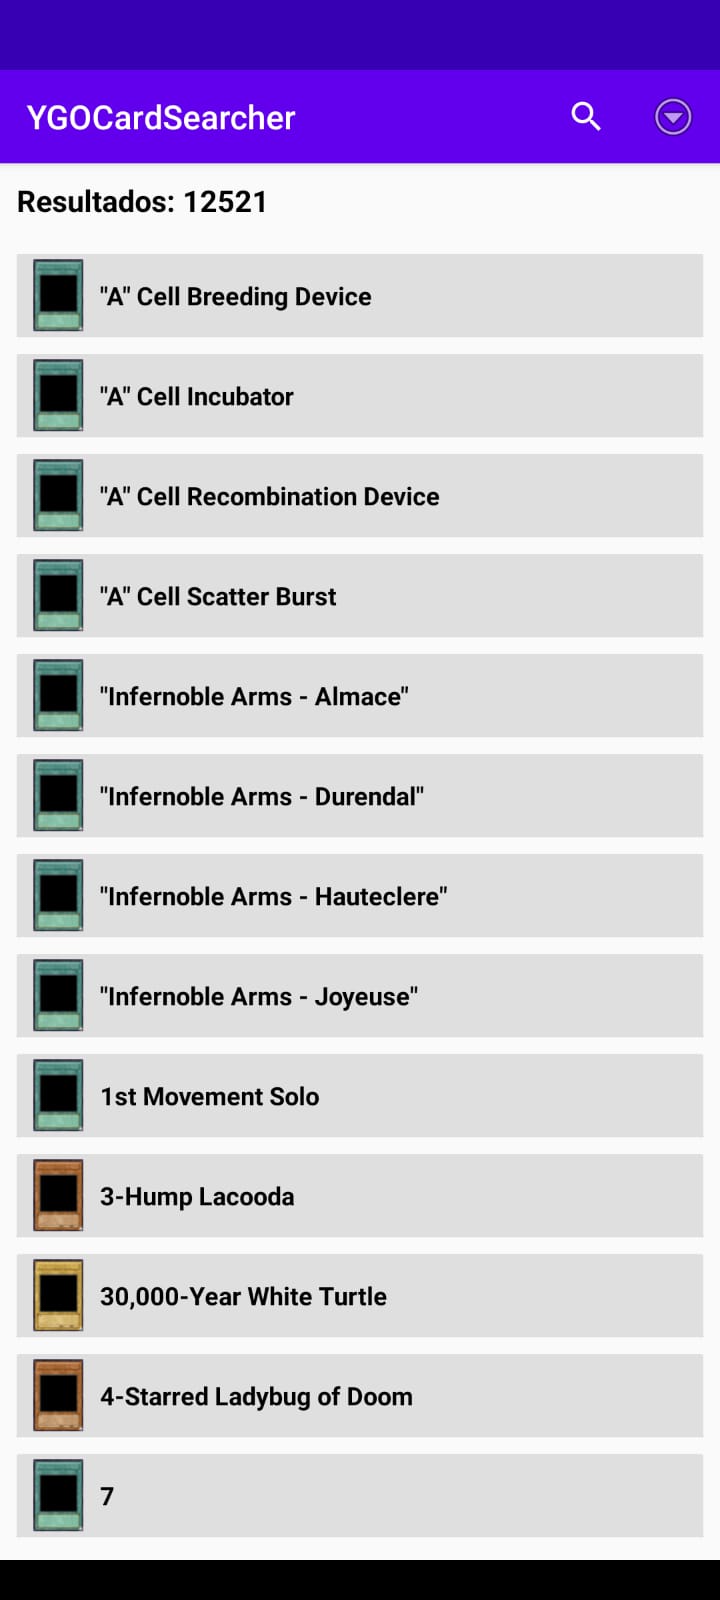 YGOCardSearcher
Resultados: 12521
"A" Cell Breeding Device
"A" Cell Incubator
"A" Cell Recombination Device
"A" Cell Scatter Burst
"Infernoble Arms - Almace"
"Infernoble Arms - Durendal"
"Infernoble Arms - Hauteclere"
"Infernoble Arms - Joyeuse"
1st Movement Solo
3-Hump Lacooda
30,000-Year White Turtle
4-Starred Ladybug of Doom
7